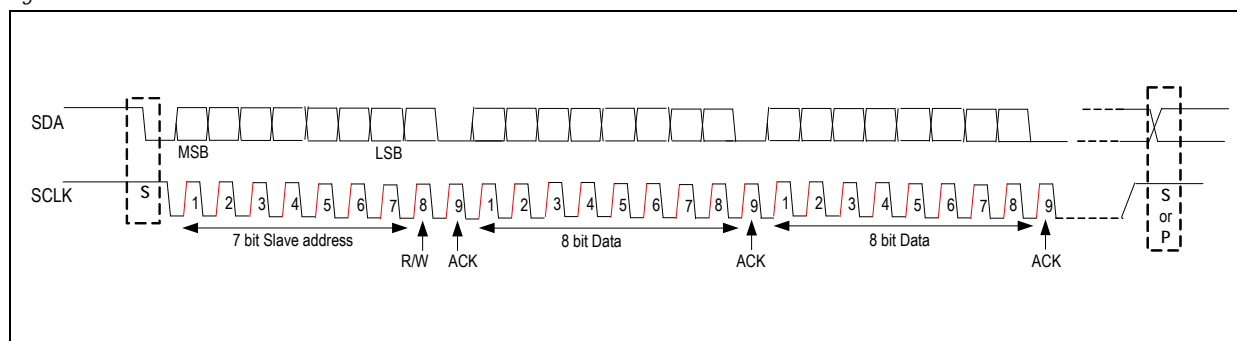 SDA
MSB LSB
SCLK
S
1 2 3 4 5 6 7 8 9 1 2 3 4 5 6 7 8 9 1 2 3 4 5 6 7 8 9
S
or
P
7 bit Slave address
8 bit Data
8 bit Data
R/W ACK ACK ACK